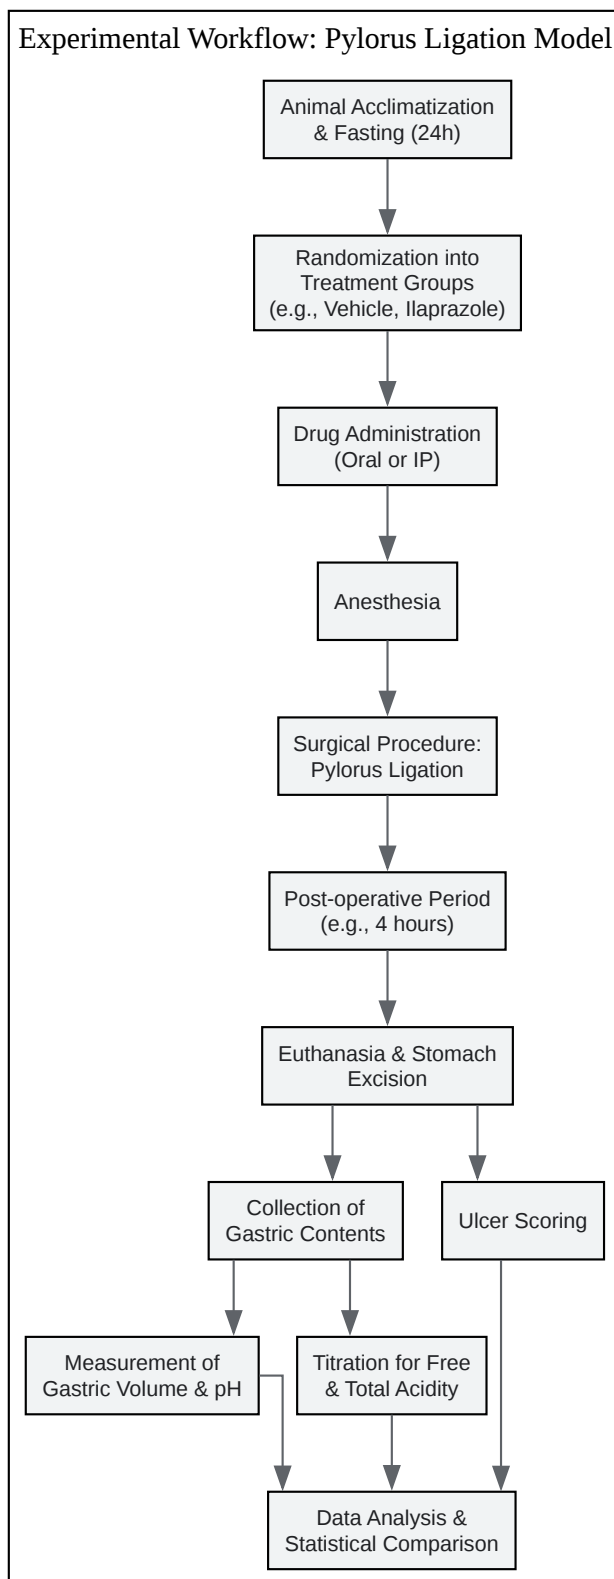 Experimental Workflow: Pylorus Ligation Model
Animal Acclimatization
& Fasting (24h)
Randomization into
Treatment Groups
(e.g., Vehicle, Ilaprazole)
Drug Administration
(Oral or IP)
Anesthesia
Surgical Procedure:
Pylorus Ligation
Post-operative Period
(e.g., 4 hours)
Euthanasia & Stomach
Excision
Collection of
Gastric Contents
Ulcer Scoring
Measurement of
Gastric Volume & pH
Titration for Free
& Total Acidity
Data Analysis &
Statistical Comparison